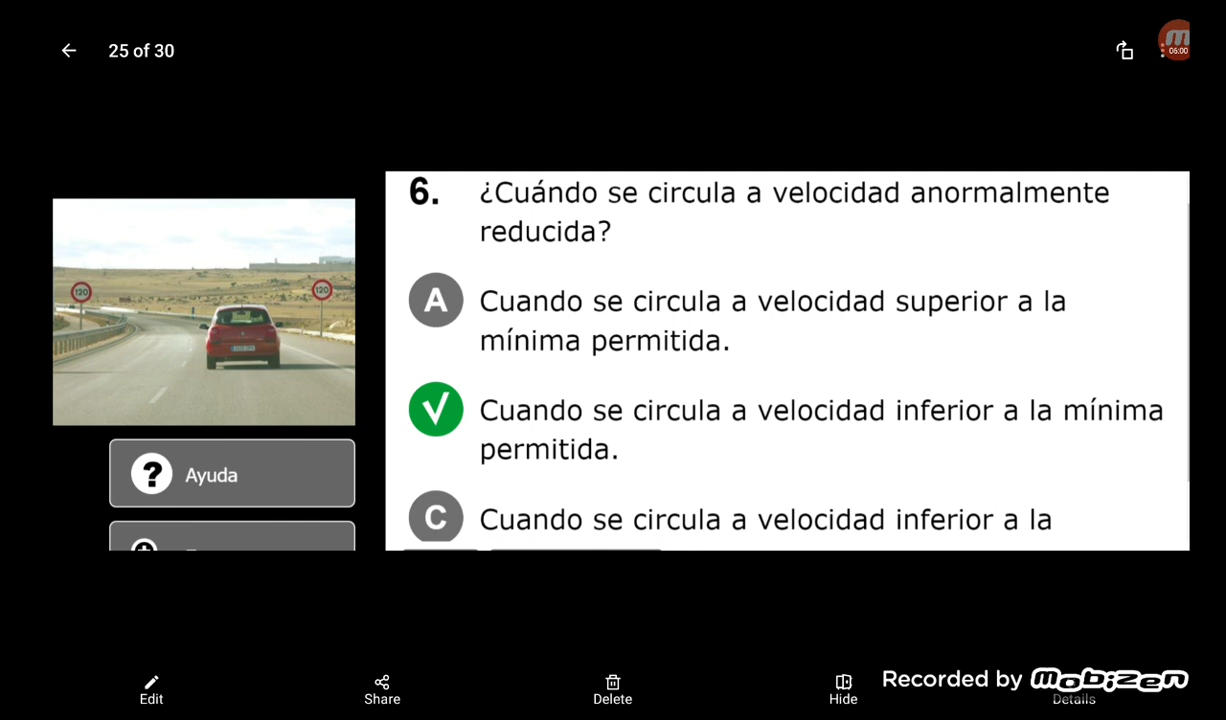 25 of 30
06:00
6. ¿Cuándo se circula a velocidad anormalmente
reducida?
120
120
A Cuando se circula a velocidad superior a la
mínima permitida.
Cuando se circula a velocidad inferior a la mínima
permitida.
? Ayuda
C Cuando se circula a velocidad inferior a la
Recorded by Mobizen
Edit
Share
Delete
Hide
Details